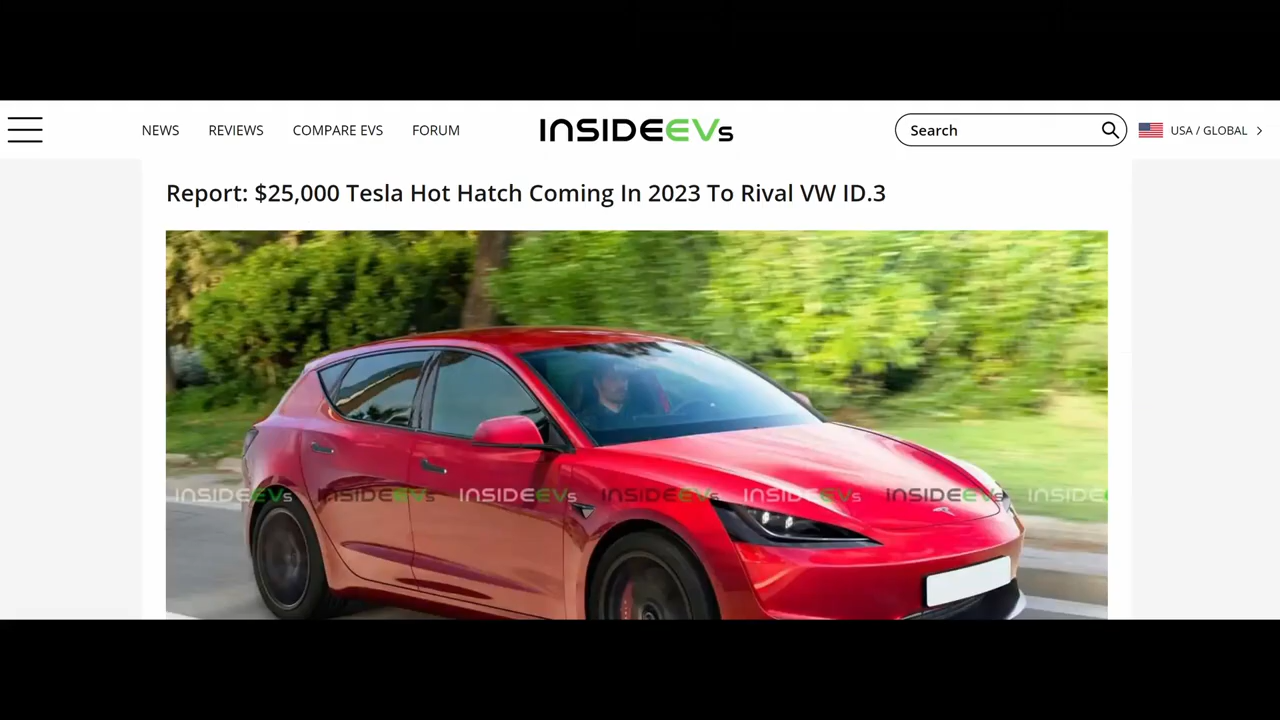 NEWS REVIEWS COMPARE EVS FORUM INSIDEEVs Search USA / GLOBAL
Report: $25,000 Tesla Hot Hatch Coming In 2023 To Rival VW ID.3
INSIDEEVs INSIDEEVs INSIDEEVs INSIDEEVs INSIDEEVs INSIDEEVs INSIDEEV